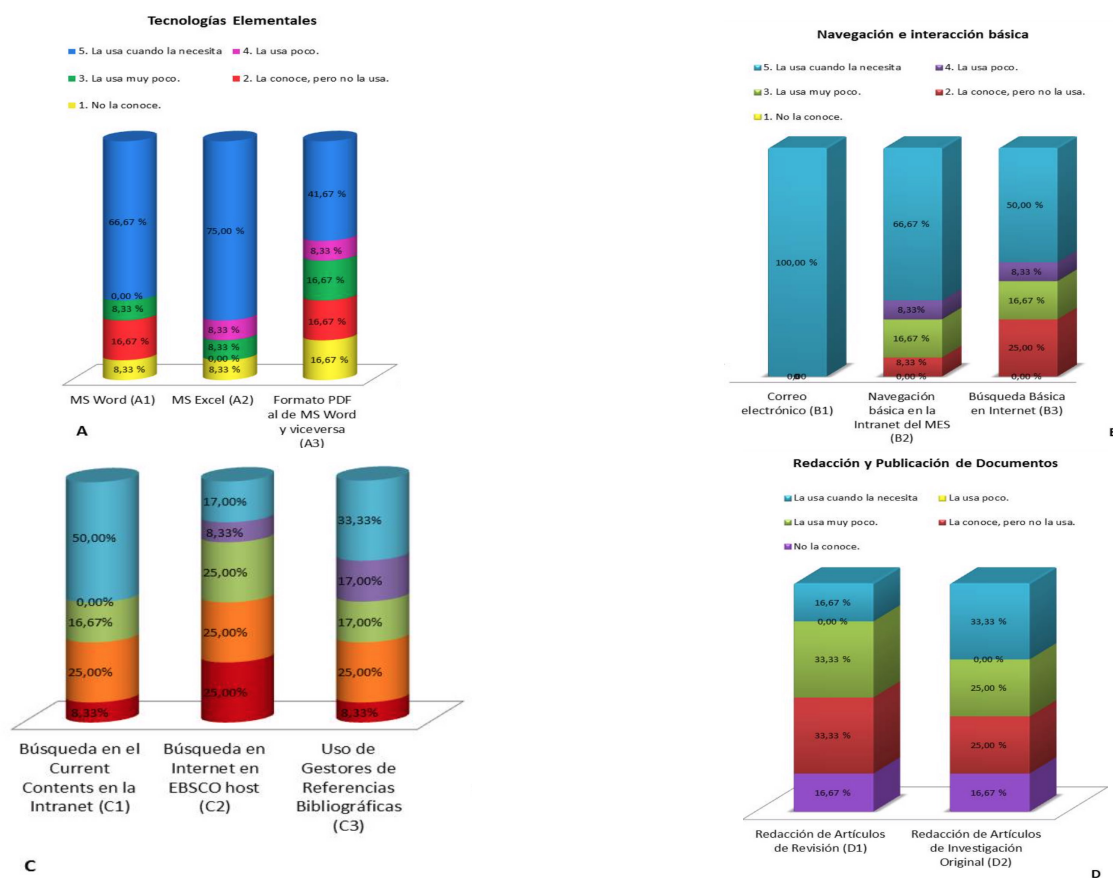 Tecnologías Elementales
5. La usa cuando la necesita
4. La usa poco.
3. La usa muy poco.
2. La conoce, pero no la usa.
1. No la conoce.
66,67 %
0,00 %
8,33 %
16,67 %
8,33 %
75,00 %
8,33 %
8,33 %
0,00 %
8,33 %
41,67 %
8,33 %
16,67 %
16,67 %
16,67 %
MS Word (A1)
MS Excel (A2)
Formato PDF
al de MS Word
y viceversa
(A3)
A
Navegación e interacción básica
5. La usa cuando la necesita
4. La usa poco.
3. La usa muy poco.
2. La conoce, pero no la usa.
1. No la conoce.
100,00 %
66,67 %
8,33%
16,67 %
8,33 %
0,00 %
50,00 %
8,33 %
16,67 %
25,00 %
0,00 %
Correo
electrónico (B1)
Navegación
básica en la
Intranet del MES
(B2)
Búsqueda Básica
en Internet (B3)
50,00%
0,00%
16,67%
25,00%
8,33%
17,00%
8,33%
25,00%
25,00%
25,00%
33,33%
17,00%
17,00%
25,00%
8,33%
Búsqueda en el
Current
Contents en la
Intranet (C1)
Búsqueda en
Internet en
EBSCO host
(C2)
Uso de
Gestores de
Referencias
Bibliográficas
(C3)
C
Redacción y Publicación de Documentos
La usa cuando la necesita
La usa poco.
La usa muy poco.
La conoce, pero no la usa.
No la conoce.
16,67 %
0,00 %
33,33 %
33,33 %
16,67 %
33,33 %
0,00 %
25,00 %
25,00 %
16,67 %
Redacción de Artículos
de Revisión (D1)
Redacción de Artículos
de Investigación
Original (D2)
D